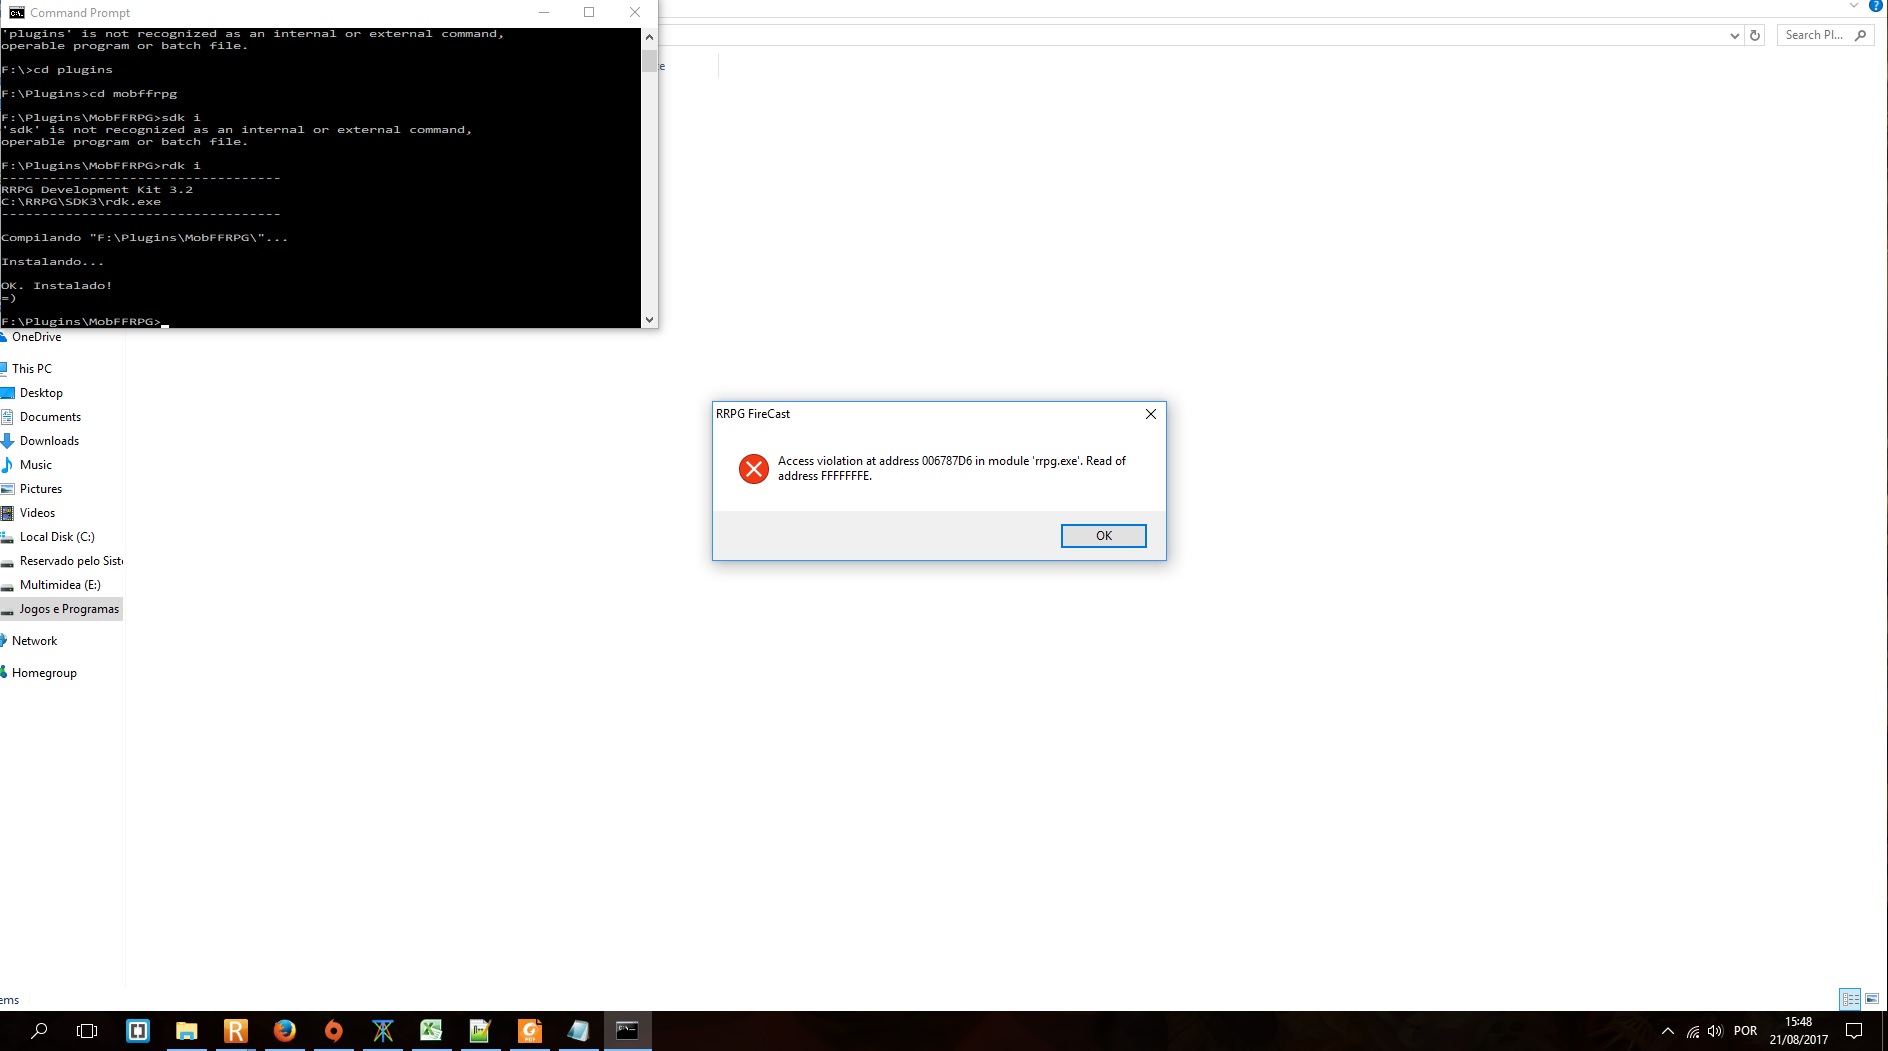 Command Prompt
'plugins' is not recognized as an internal or external command,
operable program or batch file.
F:\>cd plugins
F:\Plugins>cd mobffrpg
F:\Plugins\MobFFRPG>sdk i
'sdk' is not recognized as an internal or external command,
operable program or batch file.
F:\Plugins\MobFFRPG>rdk i
-----------------------------------
RRPG Development Kit 3.2
C:\RRPG\SDK3\rdk.exe
-----------------------------------
Compilando "F:\Plugins\MobFFRPG\"...
Instalando...
OK. Instalado!
=)
F:\Plugins\MobFFRPG>
Search Pl...
OneDrive
This PC
Desktop
Documents
Downloads
Music
Pictures
Videos
Local Disk (C:)
Reservado pelo Siste
Multimidea (E:)
Jogos e Programas
Network
Homegroup
RRPG FireCast
Access violation at address 006787D6 in module 'rrpg.exe'. Read of
address FFFFFFFE.
OK
ems
POR
15:48
21/08/2017